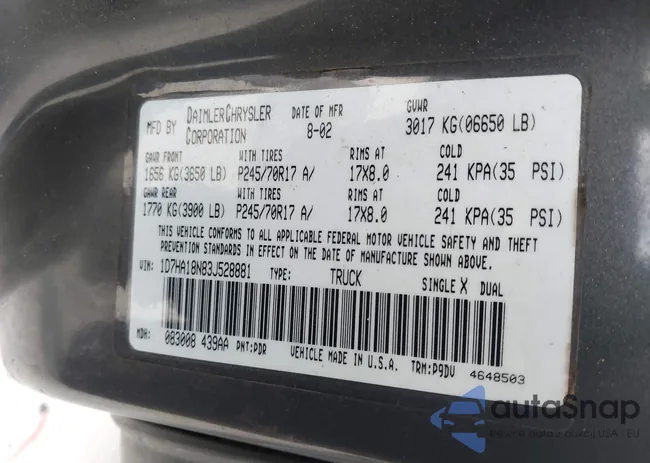 MFD BY DAIMLERCHRYSLER CORPORATION DATE OF MFR 8-02 GVWR 3017 KG(06650 LB)
GAWR FRONT WITH TIRES RIMS AT COLD
1656 KG(3650 LB) P245/70R17 A/ 17X8.0 241 KPA(35 PSI)
GAWR REAR WITH TIRES RIMS AT COLD
1770 KG(3900 LB) P245/70R17 A/ 17X8.0 241 KPA(35 PSI)
THIS VEHICLE CONFORMS TO ALL APPLICABLE FEDERAL MOTOR VEHICLE SAFETY AND THEFT
PREVENTION STANDARDS IN EFFECT ON THE DATE OF MANUFACTURE SHOWN ABOVE.
VIN: 1D7HA18N83J528881 TYPE: TRUCK SINGLE X DUAL
MDH: 083008 439AA PNT:PDR VEHICLE MADE IN U.S.A. TRM:P9DV
4648503
autoSnap
USA - EU